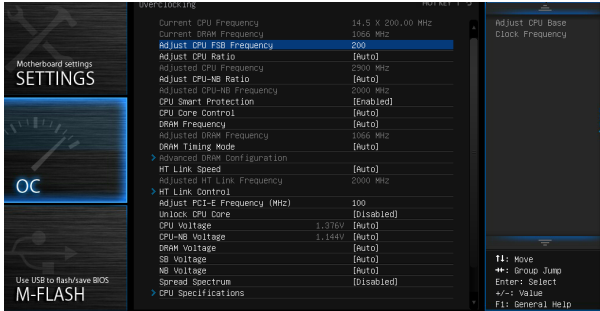 Overclocking
HOT KEY
Motherboard settings
SETTINGS
OC
Use USB to flash/save BIOS
M-FLASH
Current CPU Frequency 14.5 X 200.00 MHz
Current DRAM Frequency 1066 MHz
Adjust CPU FSB Frequency 200
Adjust CPU Ratio [Auto]
Adjusted CPU Frequency 2900 MHz
Adjust CPU-NB Ratio [Auto]
Adjusted CPU-NB Frequency 2000 MHz
CPU Smart Protection [Enabled]
CPU Core Control [Auto]
DRAM Frequency [Auto]
Adjusted DRAM Frequency 1066 MHz
DRAM Timing Mode [Auto]
> Advanced DRAM Configuration
HT Link Speed [Auto]
Adjusted HT Link Frequency 2000 MHz
> HT Link Control
Adjust PCI-E Frequency (MHz) 100
Unlock CPU Core [Disabled]
CPU Voltage 1.376V [Auto]
CPU-NB Voltage 1.144V [Auto]
DRAM Voltage [Auto]
SB Voltage [Auto]
NB Voltage [Auto]
Spread Spectrum [Disabled]
> CPU Specifications
Adjust CPU Base
Clock Frequency
↑↓: Move
→←: Group Jump
Enter: Select
+/-: Value
F1: General Help